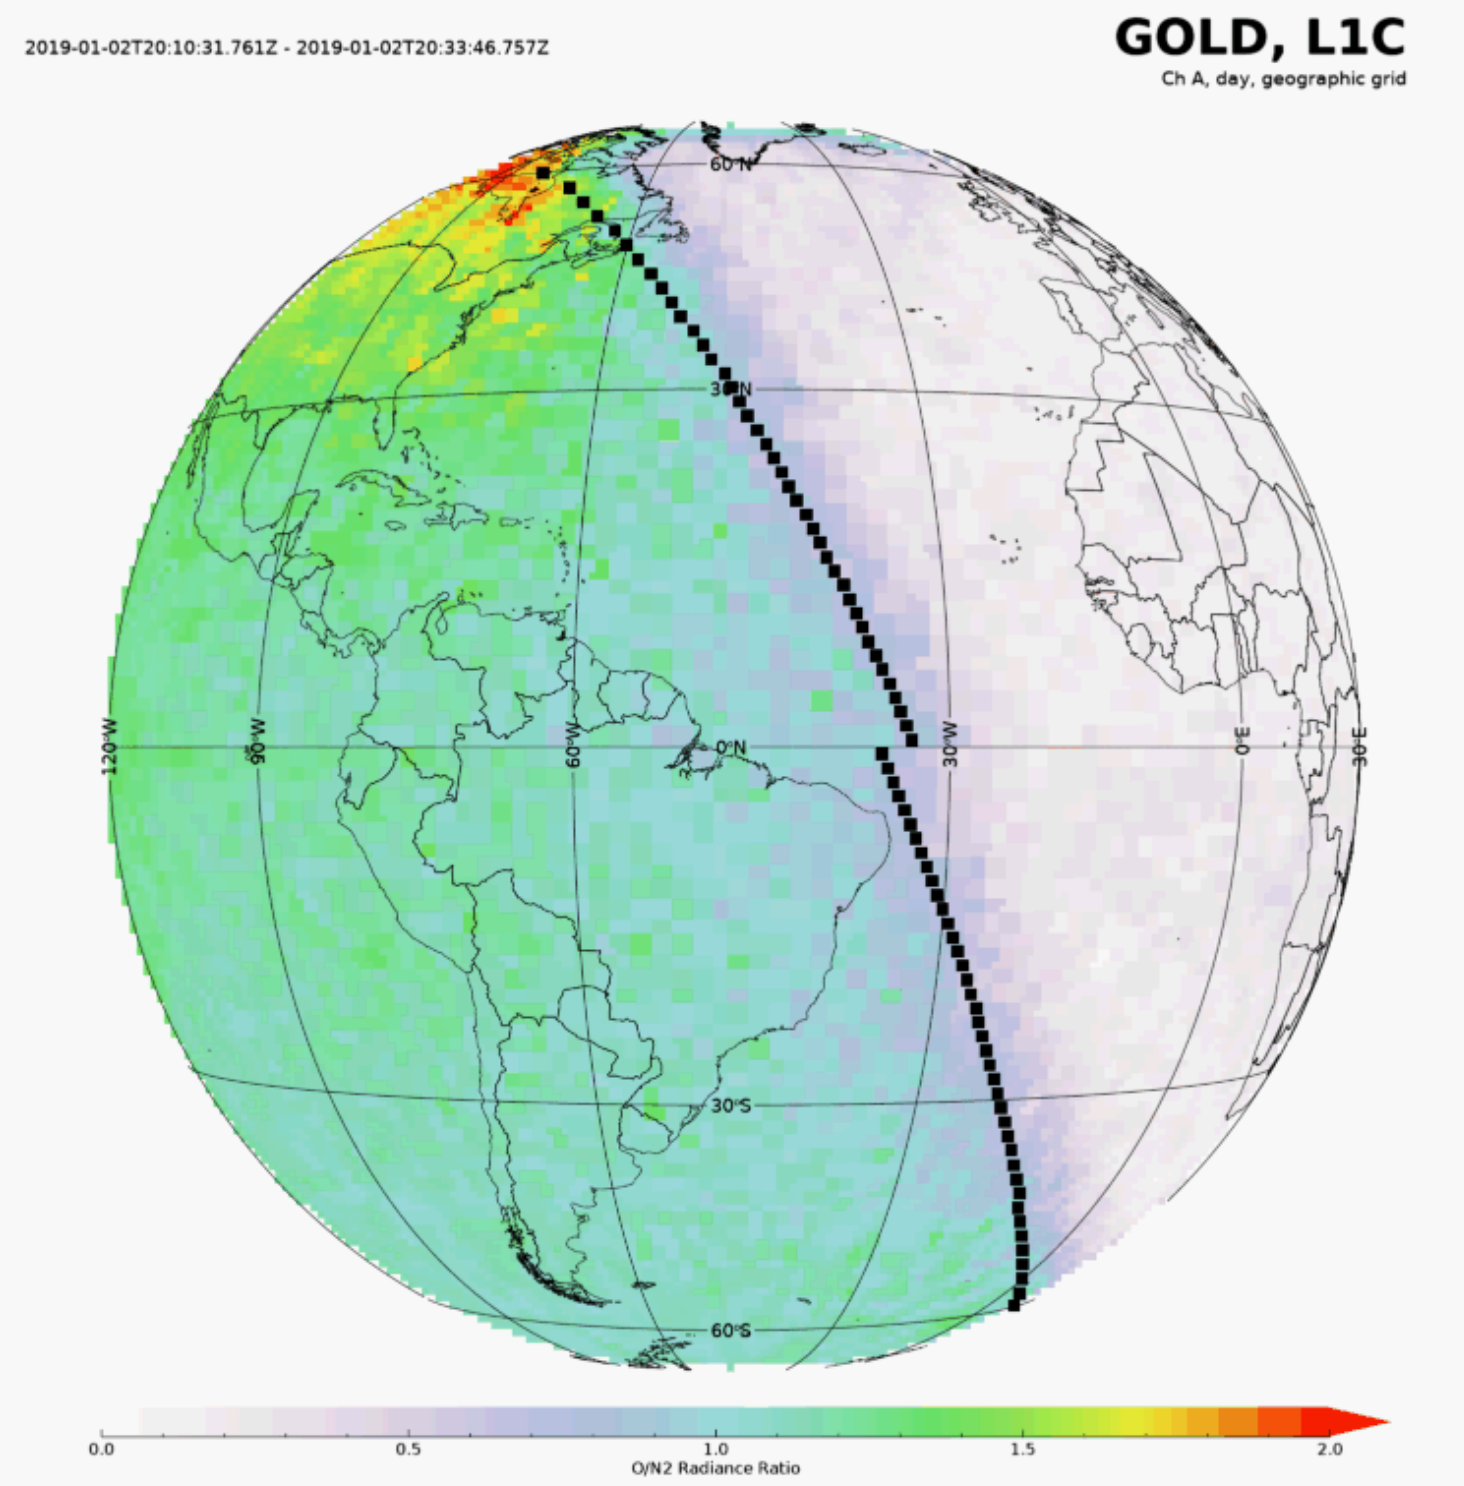 2019-01-02T20:10:31.761Z - 2019-01-02T20:33:46.757Z
GOLD, L1C
Ch A, day, geographic grid
60°N
30°N
120°W
90°W
60°W
0°N
30°W
0°E
30°E
30°S
60°S
0.0 0.5 1.0 1.5 2.0
O/N2 Radiance Ratio